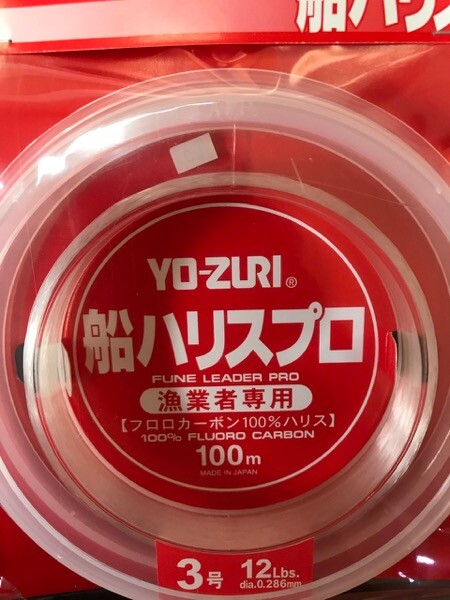 船ハリス
YO-ZURI®
船ハリスプロ
FUNE LEADER PRO
漁業者専用
【フロロカーボン100%ハリス】
100% FLUORO CARBON
100m
MADE IN JAPAN
3号 12Lbs.
dia.0.286mm